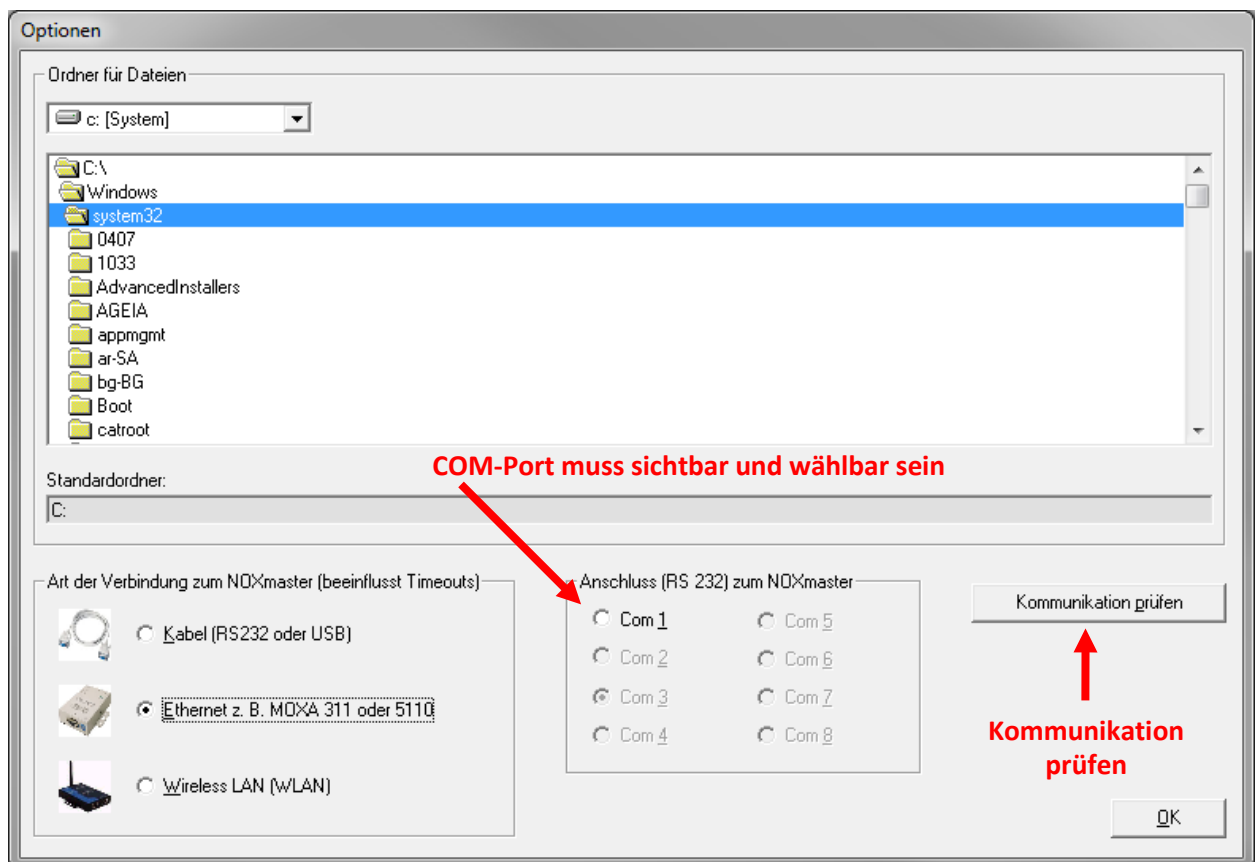 Optionen
Ordner für Dateien
c: [System]
C:\
Windows
system32
0407
1033
AdvancedInstallers
AGEIA
appmgmt
ar-SA
bg-BG
Boot
catroot
COM-Port muss sichtbar und wählbar sein
Standardordner:
C:
Art der Verbindung zum NOXmaster (beeinflusst Timeouts)
Kabel (RS232 oder USB)
Ethernet z. B. MOXA 311 oder 5110
Wireless LAN (WLAN)
Anschluss (RS 232) zum NOXmaster
Com 1
Com 2
Com 3
Com 4
Com 5
Com 6
Com 7
Com 8
Kommunikation prüfen
Kommunikation
prüfen
OK